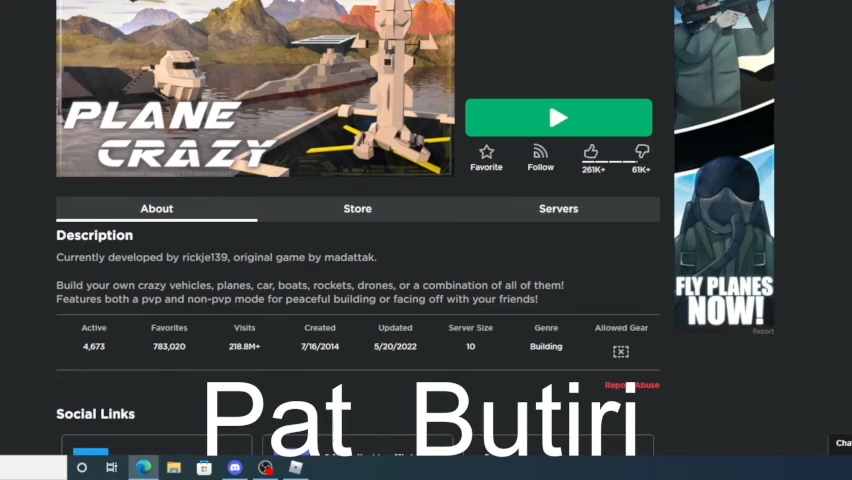 PLANE
CRAZY
Favorite
Follow
261K+
61K+
About
Store
Servers
Description
Currently developed by rickje139, original game by madattak.
Build your own crazy vehicles, planes, car, boats, rockets, drones, or a combination of all of them!
Features both a pvp and non-pvp mode for peaceful building or facing off with your friends!
Active Favorites Visits Created Updated Server Size Genre Allowed Gear
4,673 783,020 218.8M+ 7/16/2014 5/20/2022 10 Building
Report Abuse
Social Links
Pat Butiri
FLY PLANES
NOW!
Report
Chat